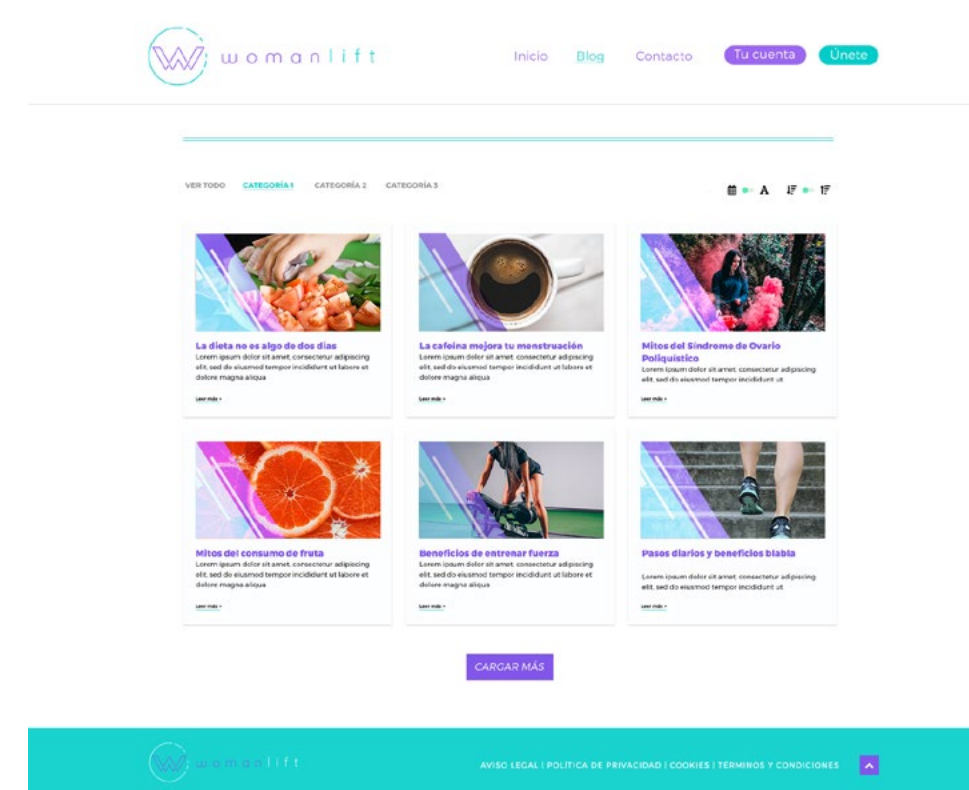 womanlift
Inicio Blog Contacto Tu cuenta Únete
VER TODO CATEGORÍA 1 CATEGORÍA 2 CATEGORÍA 3
A
La dieta no es algo de dos días
Lorem ipsum dolor sit amet, consectetur adipiscing
elit, sed do eiusmod tempor incididunt ut labore et
dolore magna aliqua
Leer más >
La cafeína mejora tu menstruación
Lorem ipsum dolor sit amet, consectetur adipiscing
elit, sed do eiusmod tempor incididunt ut labore et
dolore magna aliqua
Leer más >
Mitos del Síndrome de Ovario
Poliquístico
Lorem ipsum dolor sit amet, consectetur adipiscing
elit, sed do eiusmod tempor incididunt ut
Leer más >
Mitos del consumo de fruta
Lorem ipsum dolor sit amet, consectetur adipiscing
elit, sed do eiusmod tempor incididunt ut labore et
dolore magna aliqua
Leer más >
Beneficios de entrenar fuerza
Lorem ipsum dolor sit amet, consectetur adipiscing
elit, sed do eiusmod tempor incididunt ut labore et
dolore magna aliqua
Leer más >
Pasos diarios y beneficios blabla
Lorem ipsum dolor sit amet, consectetur adipiscing
elit, sed do eiusmod tempor incididunt ut
Leer más >
CARGAR MÁS
womanlift
AVISO LEGAL | POLÍTICA DE PRIVACIDAD | COOKIES | TÉRMINOS Y CONDICIONES